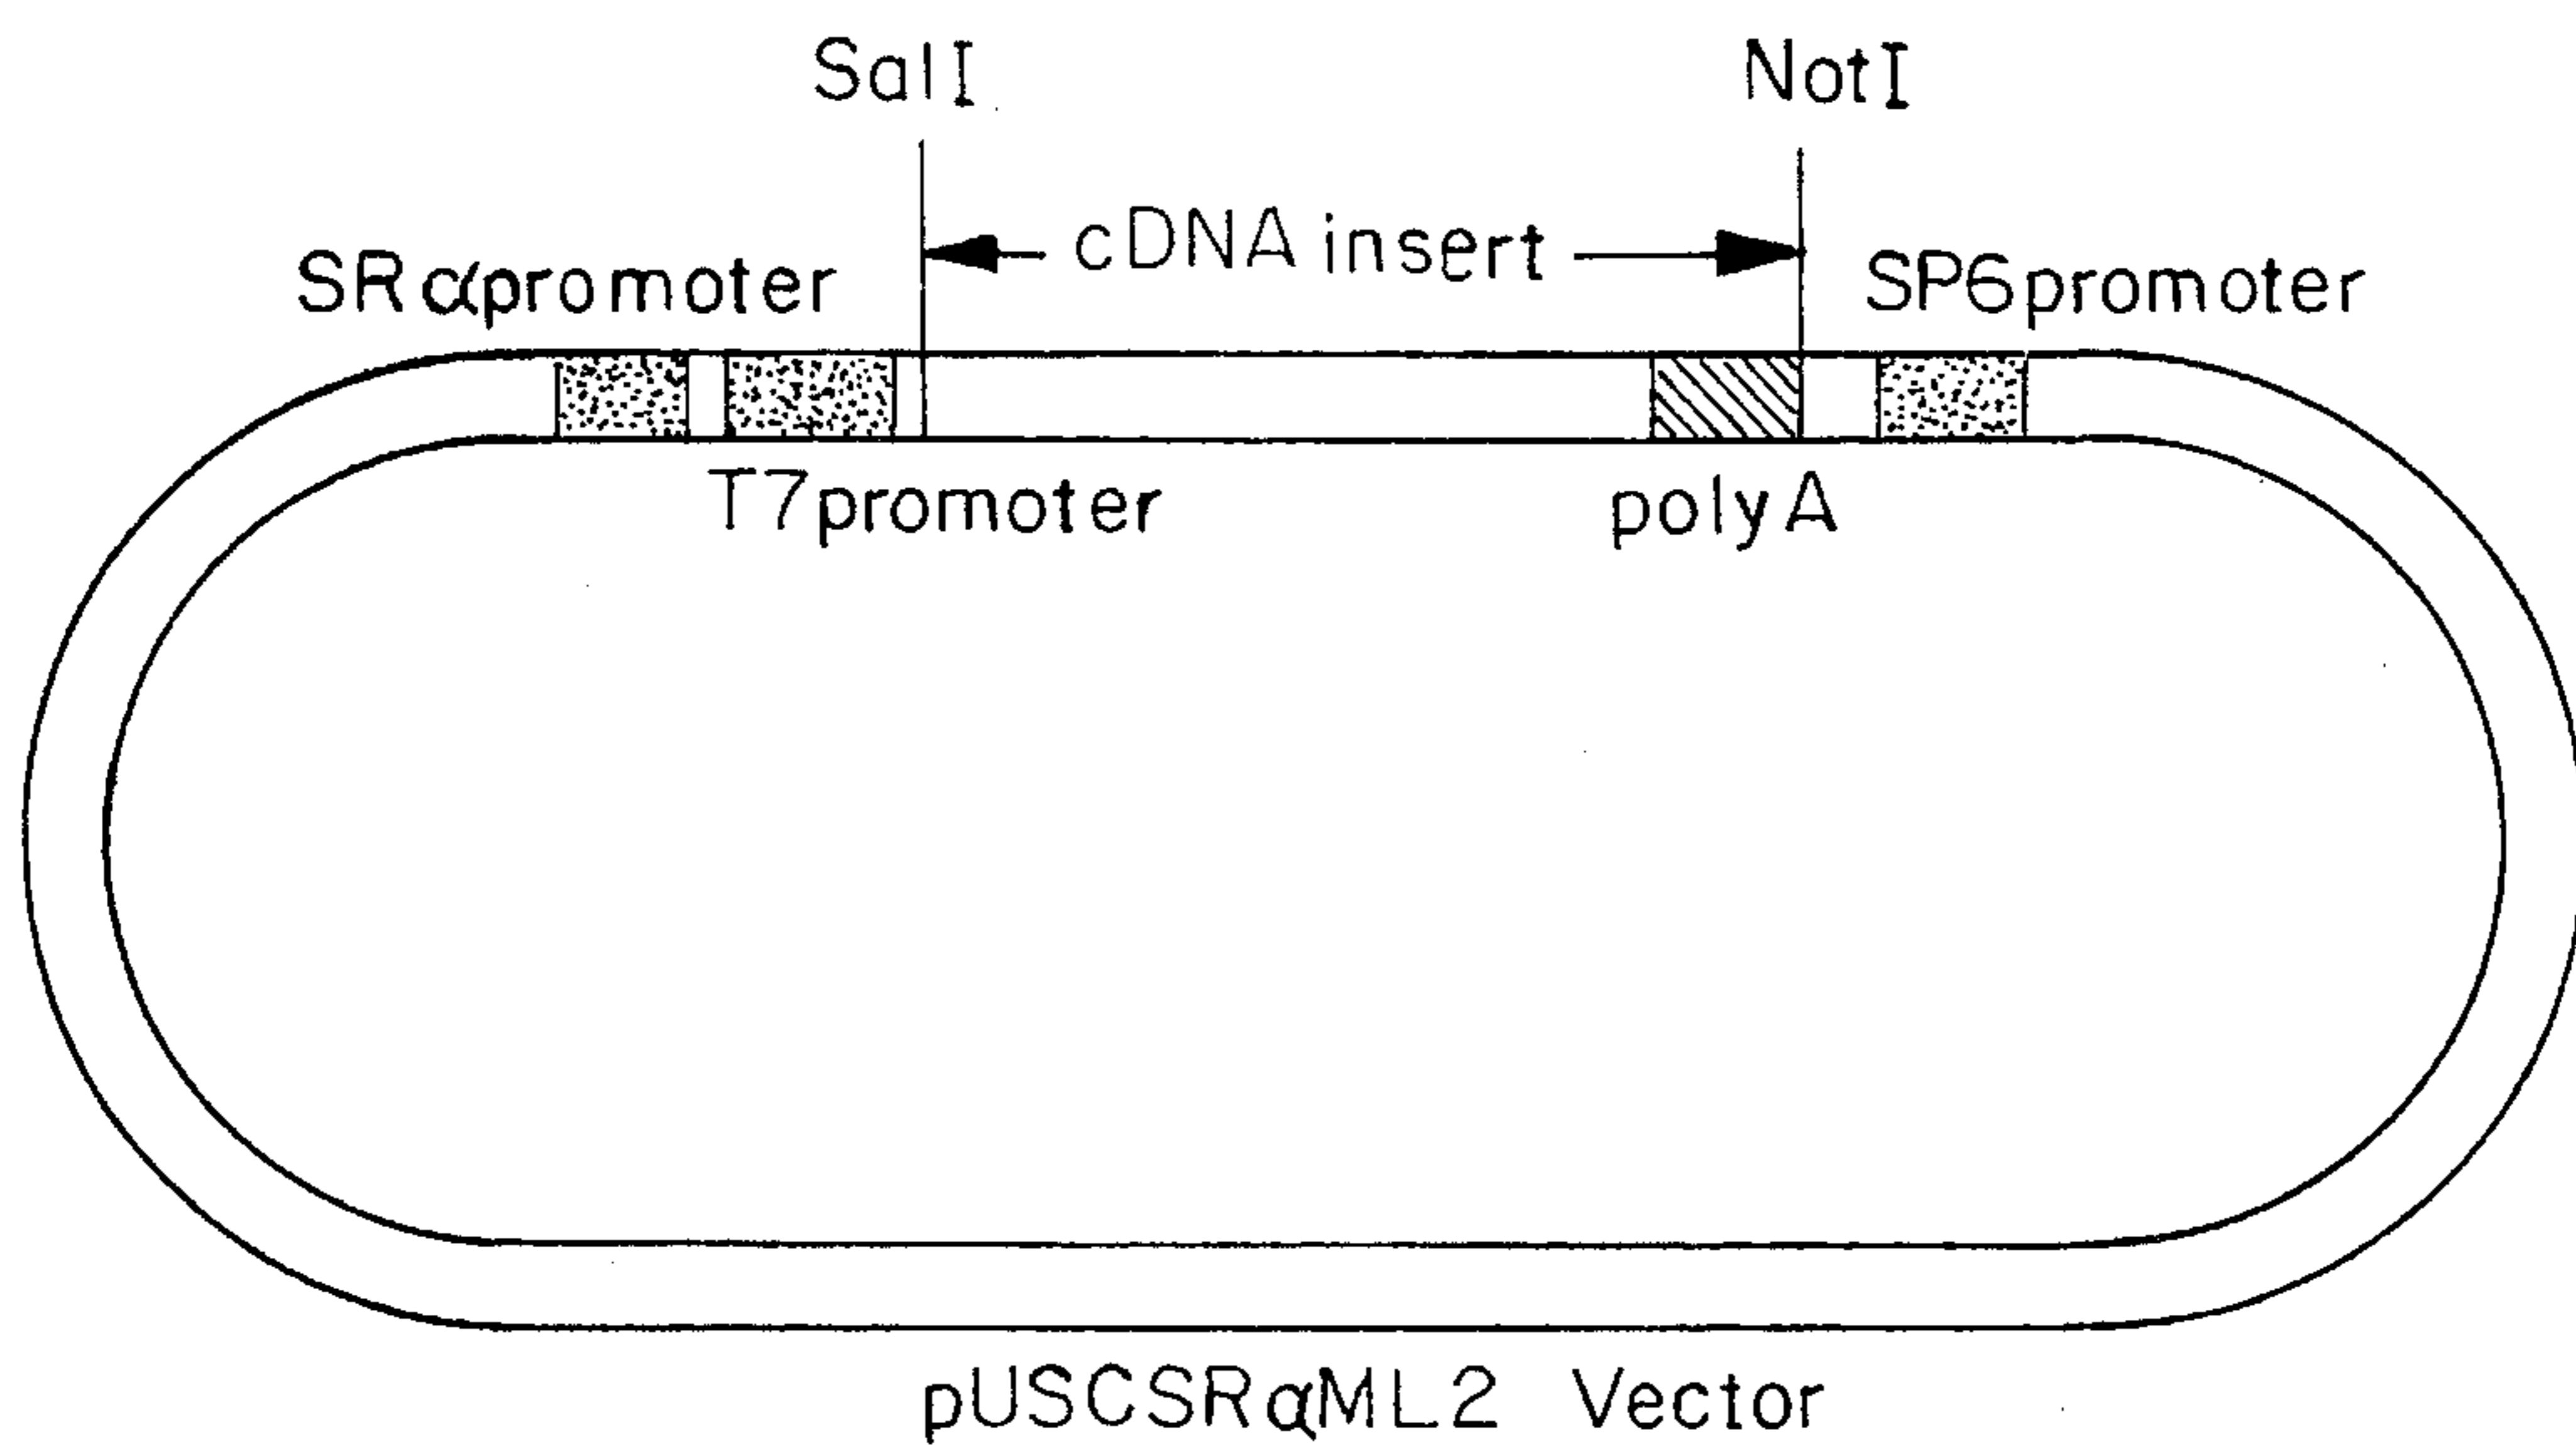 SalI
NotI
cDNA insert
SRαpromoter
SP6promoter
T7promoter
polyA
pUSCSRαML2 Vector